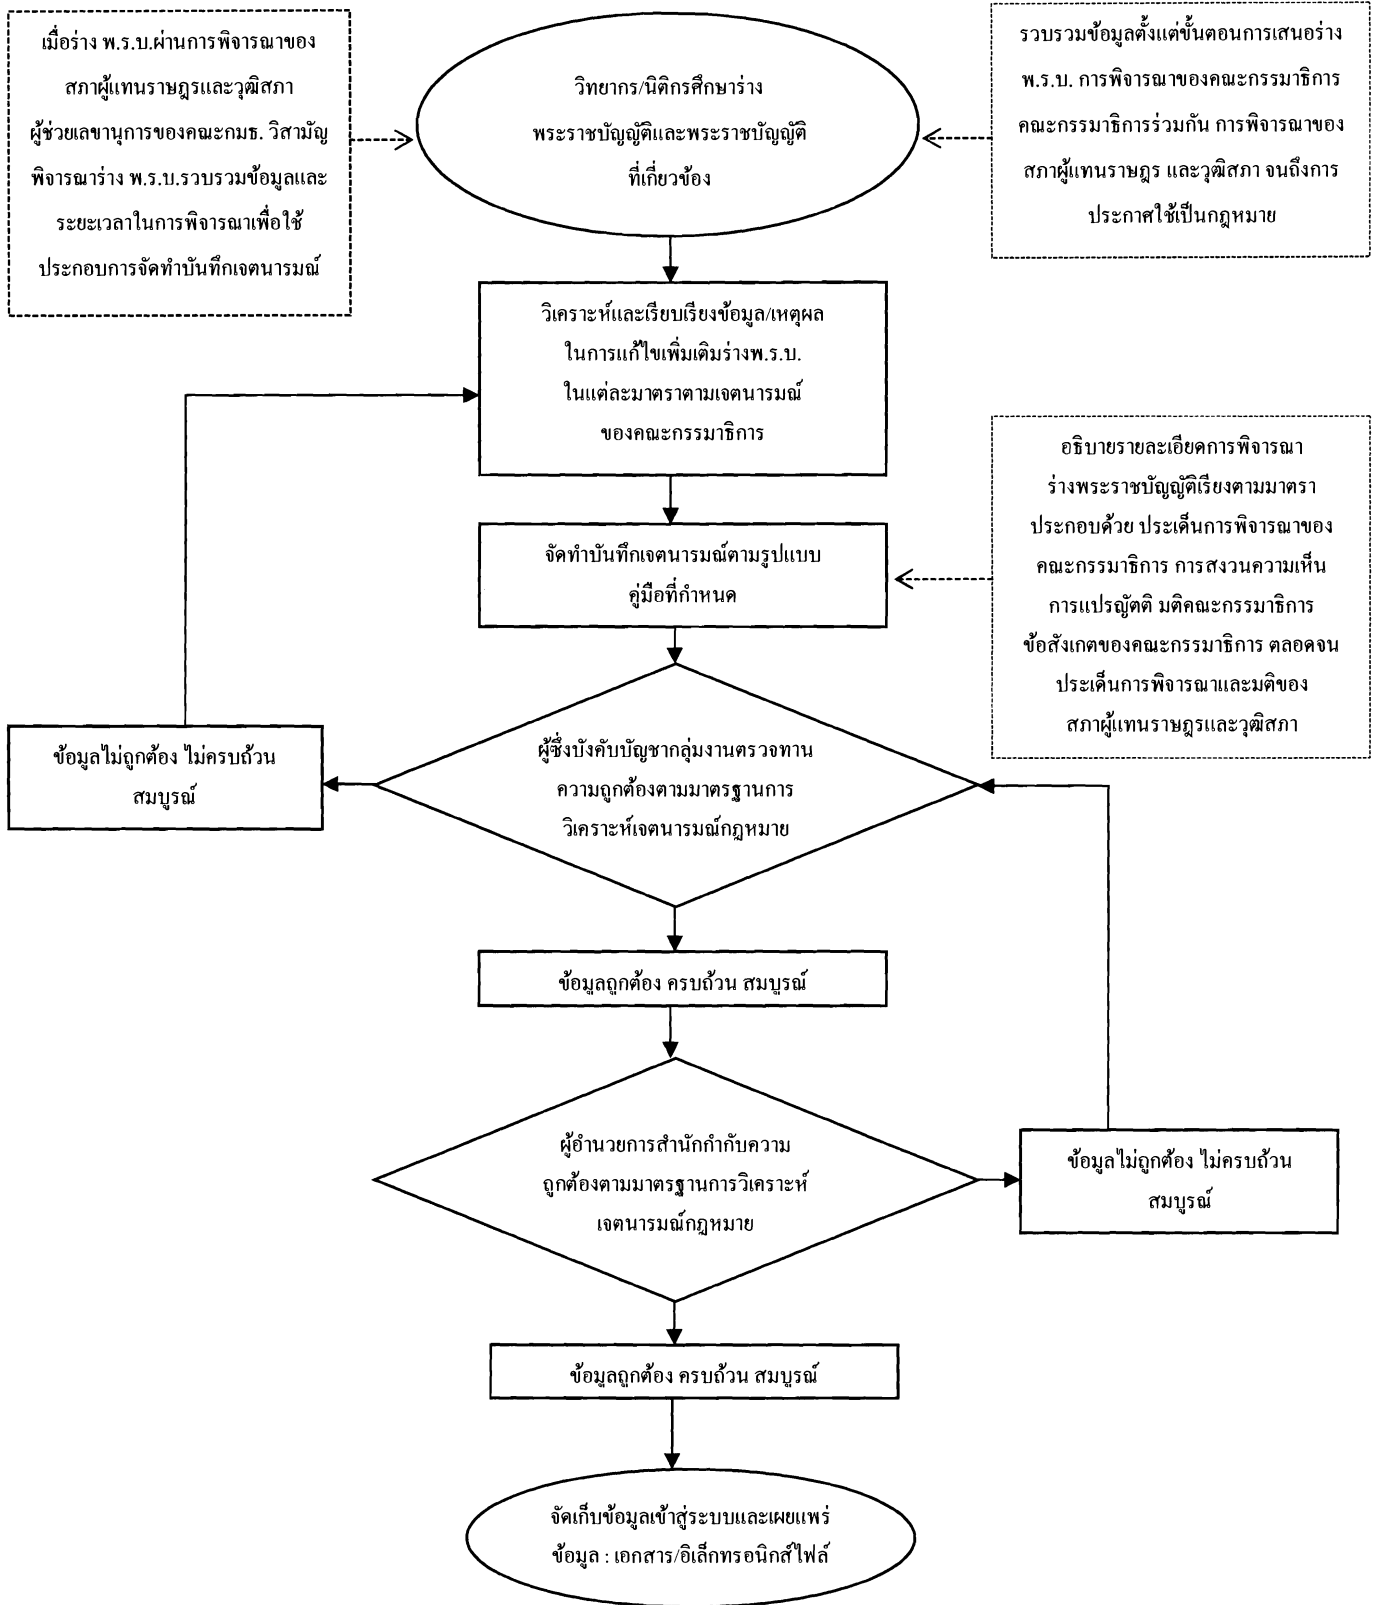 เมื่อร่าง พ.ร.บ.ผ่านการพิจารณาของ
สภาผู้แทนราษฎรและวุฒิสภา
ผู้ช่วยเลขานุการของคณะกมธ. วิสามัญ
พิจารณาร่าง พ.ร.บ.รวบรวมข้อมูลและ
ระยะเวลาในการพิจารณาเพื่อใช้
ประกอบการจัดทำบันทึกเจตนารมณ์
วิทยากร/นิติกรศึกษาร่าง
พระราชบัญญัติและพระราชบัญญัติ
ที่เกี่ยวข้อง
รวบรวมข้อมูลตั้งแต่ขั้นตอนการเสนอร่าง
พ.ร.บ. การพิจารณาของคณะกรรมาธิการ
คณะกรรมาธิการร่วมกัน การพิจารณาของ
สภาผู้แทนราษฎร และวุฒิสภา จนถึงการ
ประกาศใช้เป็นกฎหมาย
วิเคราะห์และเรียบเรียงข้อมูล/เหตุผล
ในการแก้ไขเพิ่มเติมร่างพ.ร.บ.
ในแต่ละมาตราตามเจตนารมณ์
ของคณะกรรมาธิการ
อธิบายรายละเอียดการพิจารณา
ร่างพระราชบัญญัติเรียงตามมาตรา
ประกอบด้วย ประเด็นการพิจารณาของ
คณะกรรมาธิการ การสงวนความเห็น
การแปรญัตติ มติคณะกรรมาธิการ
ข้อสังเกตของคณะกรรมาธิการ ตลอดจน
ประเด็นการพิจารณาและมติของ
สภาผู้แทนราษฎรและวุฒิสภา
จัดทำบันทึกเจตนารมณ์ตามรูปแบบ
คู่มือที่กำหนด
ผู้ซึ่งบังคับบัญชากลุ่มงานตรวจทาน
ความถูกต้องตามมาตรฐานการ
วิเคราะห์เจตนารมณ์กฎหมาย
ข้อมูลไม่ถูกต้อง ไม่ครบถ้วน
สมบูรณ์
ข้อมูลถูกต้อง ครบถ้วน สมบูรณ์
ผู้อำนวยการสำนักกำกับความ
ถูกต้องตามมาตรฐานการวิเคราะห์
เจตนารมณ์กฎหมาย
ข้อมูลไม่ถูกต้อง ไม่ครบถ้วน
สมบูรณ์
ข้อมูลถูกต้อง ครบถ้วน สมบูรณ์
จัดเก็บข้อมูลเข้าสู่ระบบและเผยแพร่
ข้อมูล : เอกสาร/อิเล็กทรอนิกส์ไฟล์